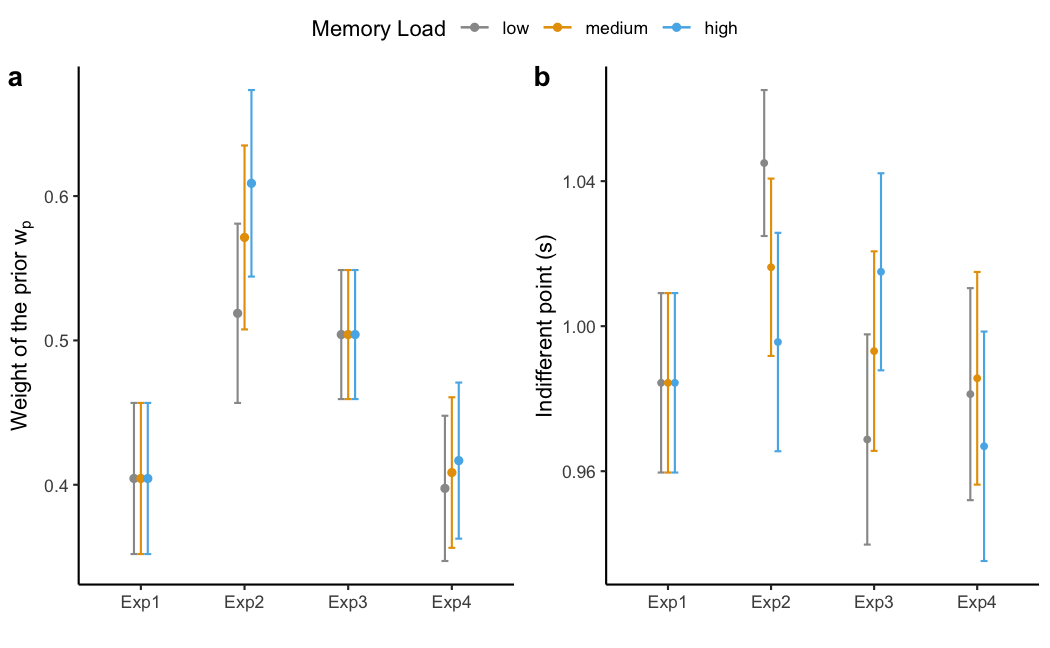 Memory Load low medium high
a
Weight of the prior wp
0.6
0.5
0.4
Exp1 Exp2 Exp3 Exp4
b
Indifferent point (s)
1.04
1.00
0.96
Exp1 Exp2 Exp3 Exp4